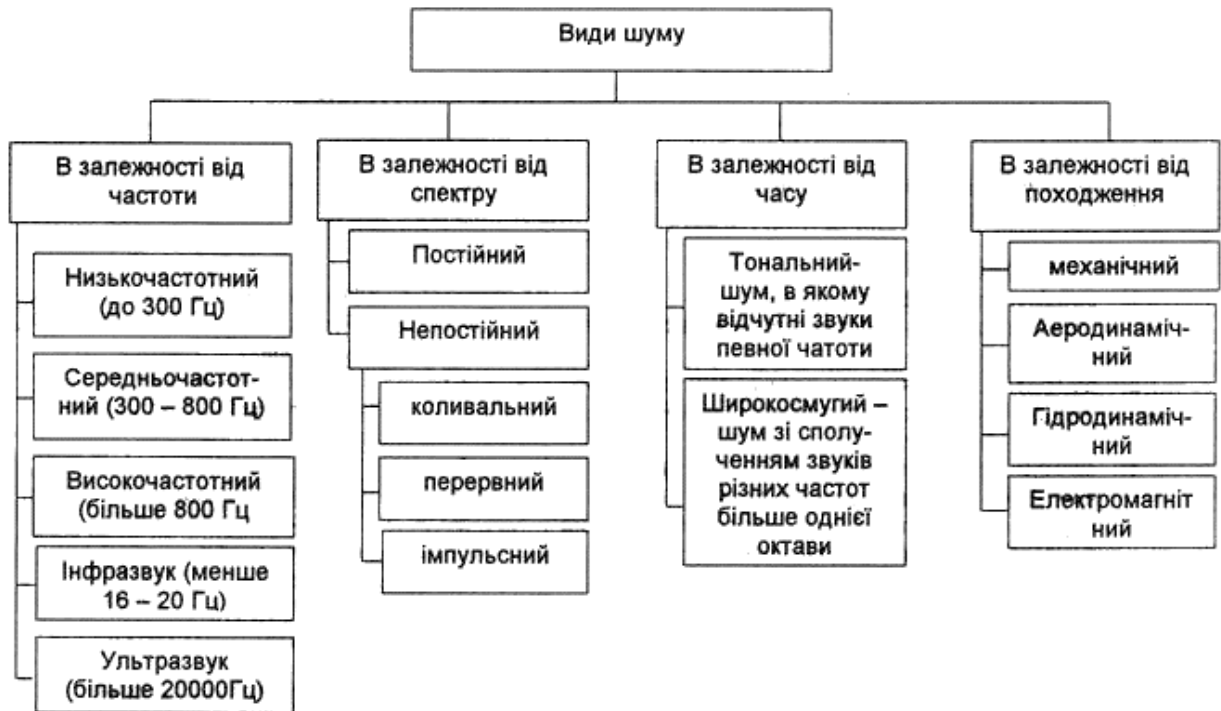 Види шуму
В залежності від
частоти
Низькочастотний
(до 300 Гц)
Середньочастот-
ний (300 – 800 Гц)
Високочастотний
(більше 800 Гц
Інфразвук (менше
16 – 20 Гц)
Ультразвук
(більше 20000Гц)
В залежності від
спектру
Постійний
Непостійний
коливальний
перервний
імпульсний
В залежності від
часу
Тональний-
шум, в якому
відчутні звуки
певної чатоти
Широкосмугий –
шум зі сполу-
ченням звуків
різних частот
більше однієї
октави
В залежності від
походження
механічний
Аеродинаміч-
ний
Гідродинаміч-
ний
Електромагніт
ний